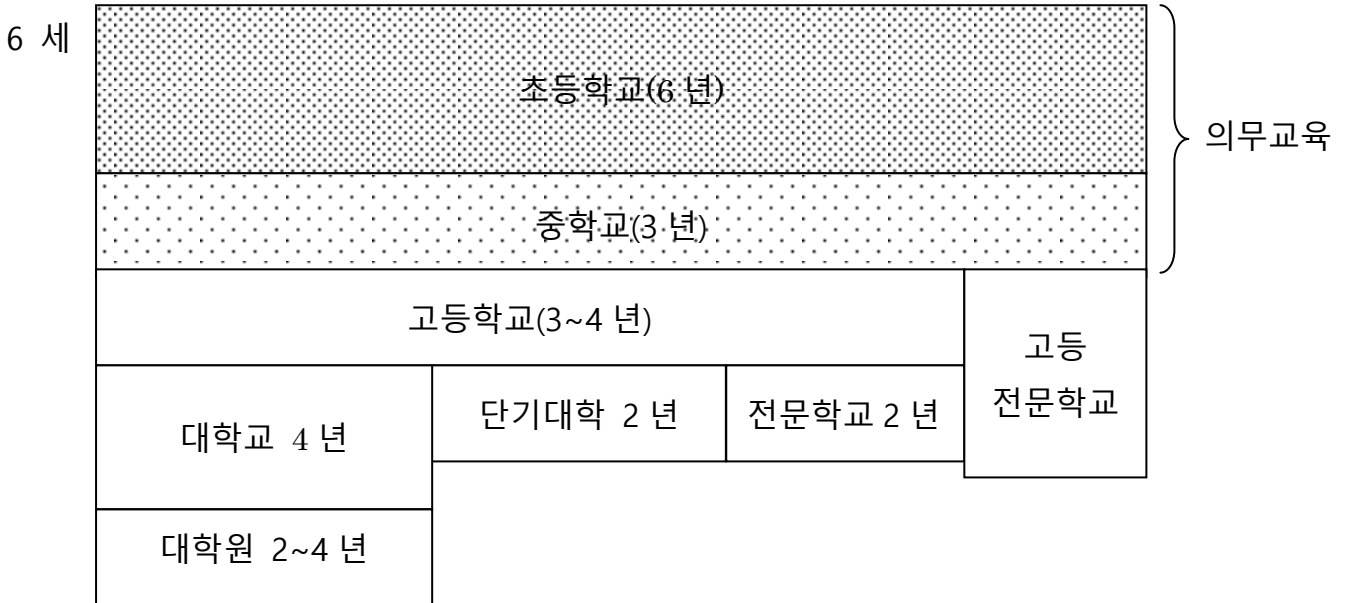 6 세
초등학교(6 년)
의무교육
중학교(3 년)
고등학교(3~4 년)
고등
전문학교
대학교 4 년
단기대학 2 년
전문학교 2 년
대학원 2~4 년